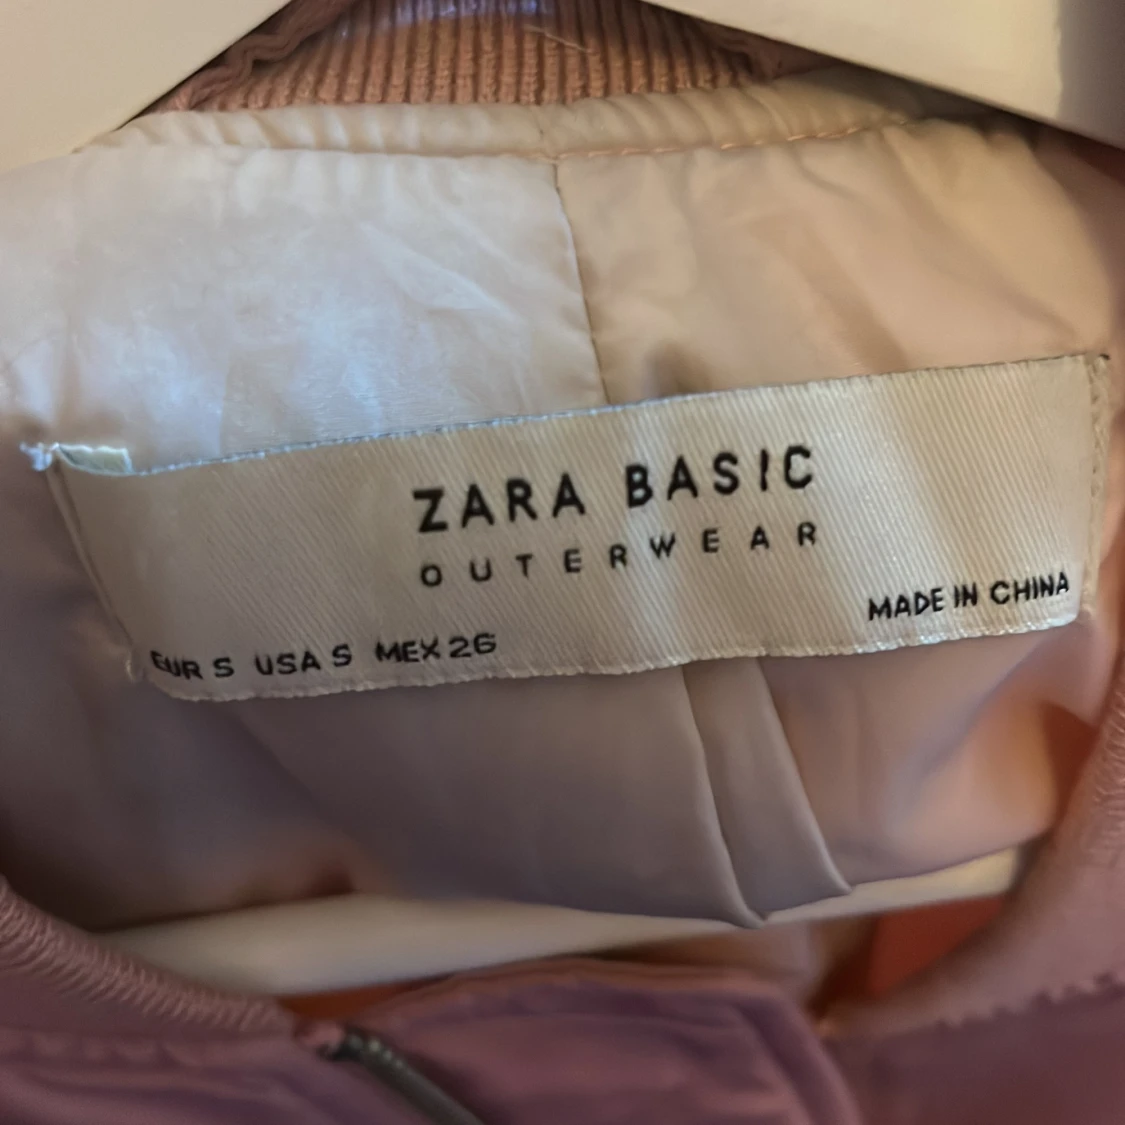 ZARA BASIC
OUTERWEAR
MADE IN CHINA
EUR S USA S MEX 26